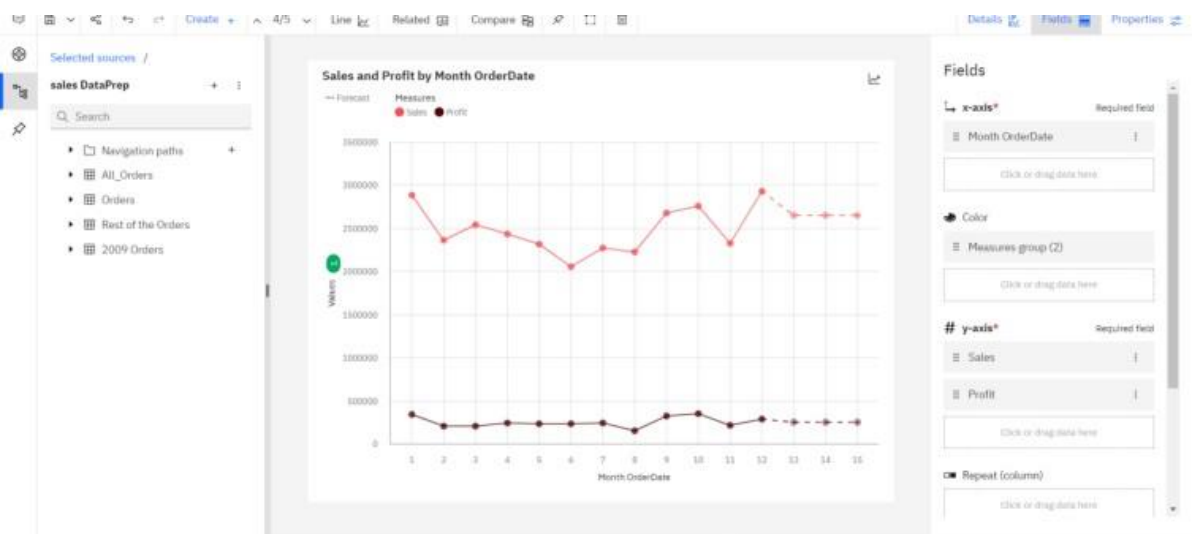 Create +
4/5
Line
Related
Compare
Details
Fields
Properties
Selected sources /
sales DataPrep
Search
Navigation paths
All_Orders
Orders
Rest of the Orders
2009 Orders
Sales and Profit by Month OrderDate
Forecast
Measures
Sales
Profit
3500000
3000000
2500000
2000000
1500000
1000000
500000
0
Values
1 2 3 4 5 6 7 8 9 10 11 12 13 14 15
Month OrderDate
Fields
x-axis*
Required field
Month OrderDate
Click or drag data here
Color
Measures group (2)
Click or drag data here
# y-axis*
Required field
Sales
Profit
Click or drag data here
Repeat (column)
Click or drag data here